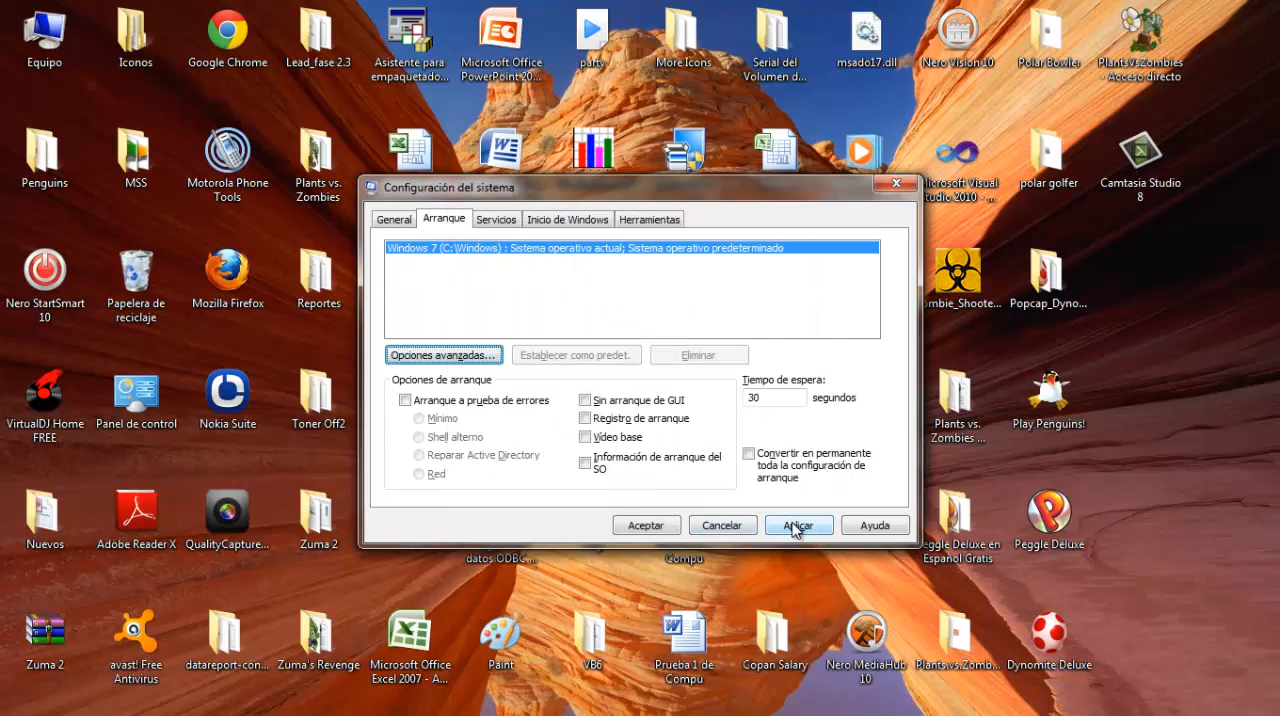 Equipo
Iconos
Google Chrome
Lead_fase 2.3
Asistente para
empaquetado...
Microsoft Office
PowerPoint 20...
party
More Icons
Serial del
Volumen d...
msado17.dll
Nero Vision 10
Polar Bowler
PlantsVsZombies
- Acceso directo
Penguins
MSS
Motorola Phone
Tools
Plants vs.
Zombies
Microsoft Visual
Studio 2010 - ...
polar golfer
Camtasia Studio
8
Configuración del sistema
General
Arranque
Servicios
Inicio de Windows
Herramientas
Windows 7 (C:\Windows) : Sistema operativo actual; Sistema operativo predeterminado
Nero StartSmart
10
Papelera de
reciclaje
Mozilla Firefox
Reportes
Zombie_Shoote...
Popcap_Dyno...
Opciones avanzadas...
Establecer como predet.
Eliminar
Opciones de arranque
Arranque a prueba de errores
Mínimo
Shell alterno
Reparar Active Directory
Red
Sin arranque de GUI
Registro de arranque
Vídeo base
Información de arranque del
SO
Tiempo de espera:
30 segundos
Convertir en permanente
toda la configuración de
arranque
VirtualDJ Home
FREE
Panel de control
Nokia Suite
Toner Off2
Plants vs.
Zombies ...
Play Penguins!
Aceptar
Cancelar
Aplicar
Ayuda
Nuevos
Adobe Reader X
QualityCapture...
Zuma 2
datos ODBC ...
Compu
Peggle Deluxe en
Español Gratis
Peggle Deluxe
Zuma 2
avast! Free
Antivirus
datareport-con...
Zuma's Revenge
Microsoft Office
Excel 2007 - A...
Paint
VB6
Prueba 1 de
Compu
Copan Salary
Nero MediaHub
10
Plants.vs.Zomb...
Dynomite Deluxe